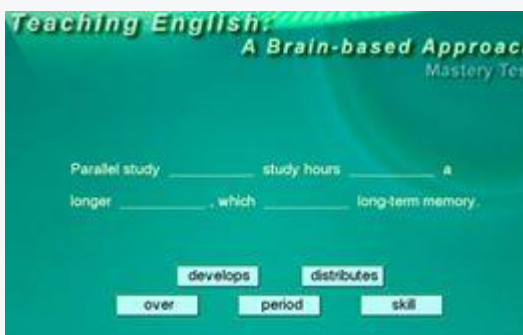 Teaching English:
A Brain-based Approac
Mastery Tes
Parallel study __________ study hours __________ a
longer __________ , which __________ long-term memory.
develops distributes
over period skill